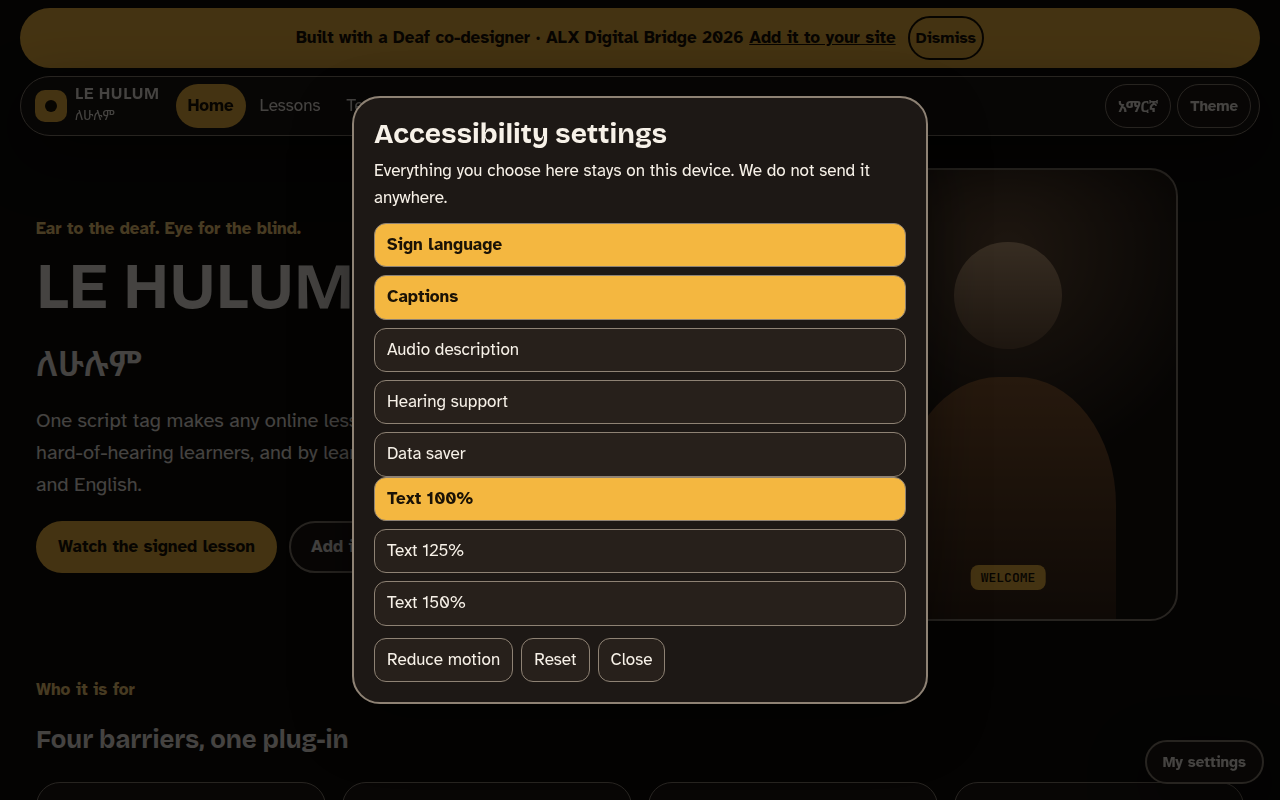 Built with a Deaf co-designer · ALX Digital Bridge 2026 Add it to your site Dismiss
LE HULUM
ለሁሉም
Home Lessons
አማርኛ Theme
Accessibility settings
Everything you choose here stays on this device. We do not send it
anywhere.
Sign language
Captions
Audio description
Hearing support
Data saver
Text 100%
Text 125%
Text 150%
Reduce motion Reset Close
Ear to the deaf. Eye for the blind.
LE HULUM
ለሁሉም
One script tag makes any online
hard-of-hearing learners, and by
and English.
Watch the signed lesson Add
WELCOME
Who it is for
Four barriers, one plug-in
My settings